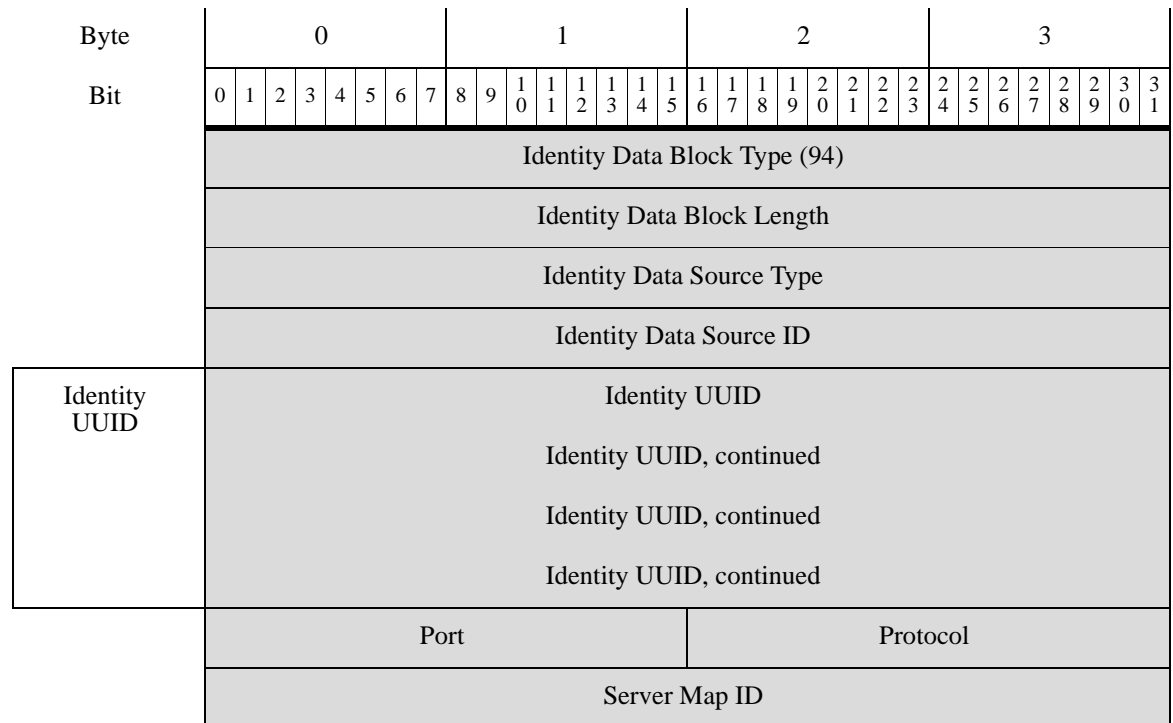 Byte 0 1 2 3
Bit 0 1 2 3 4 5 6 7 8 9 10 11 12 13 14 15 16 17 18 19 20 21 22 23 24 25 26 27 28 29 30 31
Identity Data Block Type (94)
Identity Data Block Length
Identity Data Source Type
Identity Data Source ID
Identity
UUID
Identity UUID
Identity UUID, continued
Identity UUID, continued
Identity UUID, continued
Port Protocol
Server Map ID